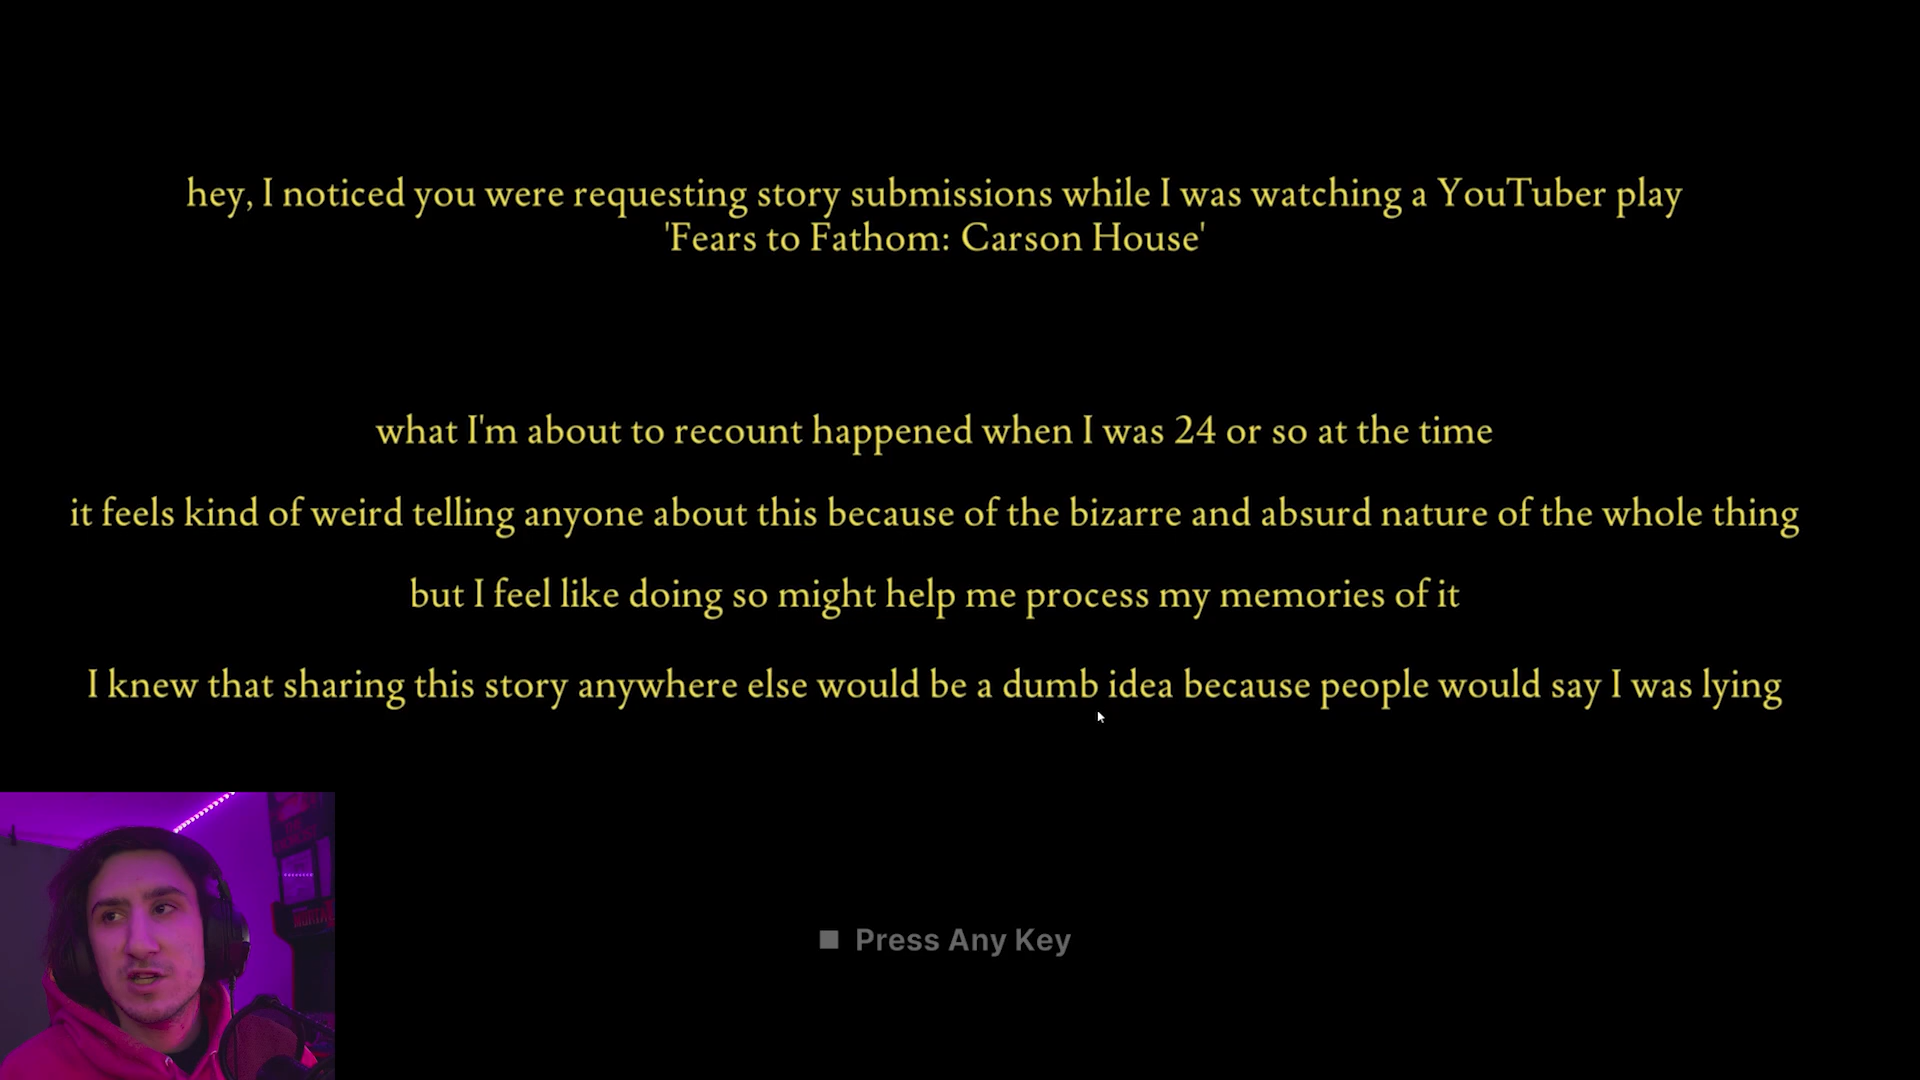 hey, I noticed you were requesting story submissions while I was watching a YouTuber play
'Fears to Fathom: Carson House'
what I'm about to recount happened when I was 24 or so at the time
it feels kind of weird telling anyone about this because of the bizarre and absurd nature of the whole thing
but I feel like doing so might help me process my memories of it
I knew that sharing this story anywhere else would be a dumb idea because people would say I was lying
Press Any Key